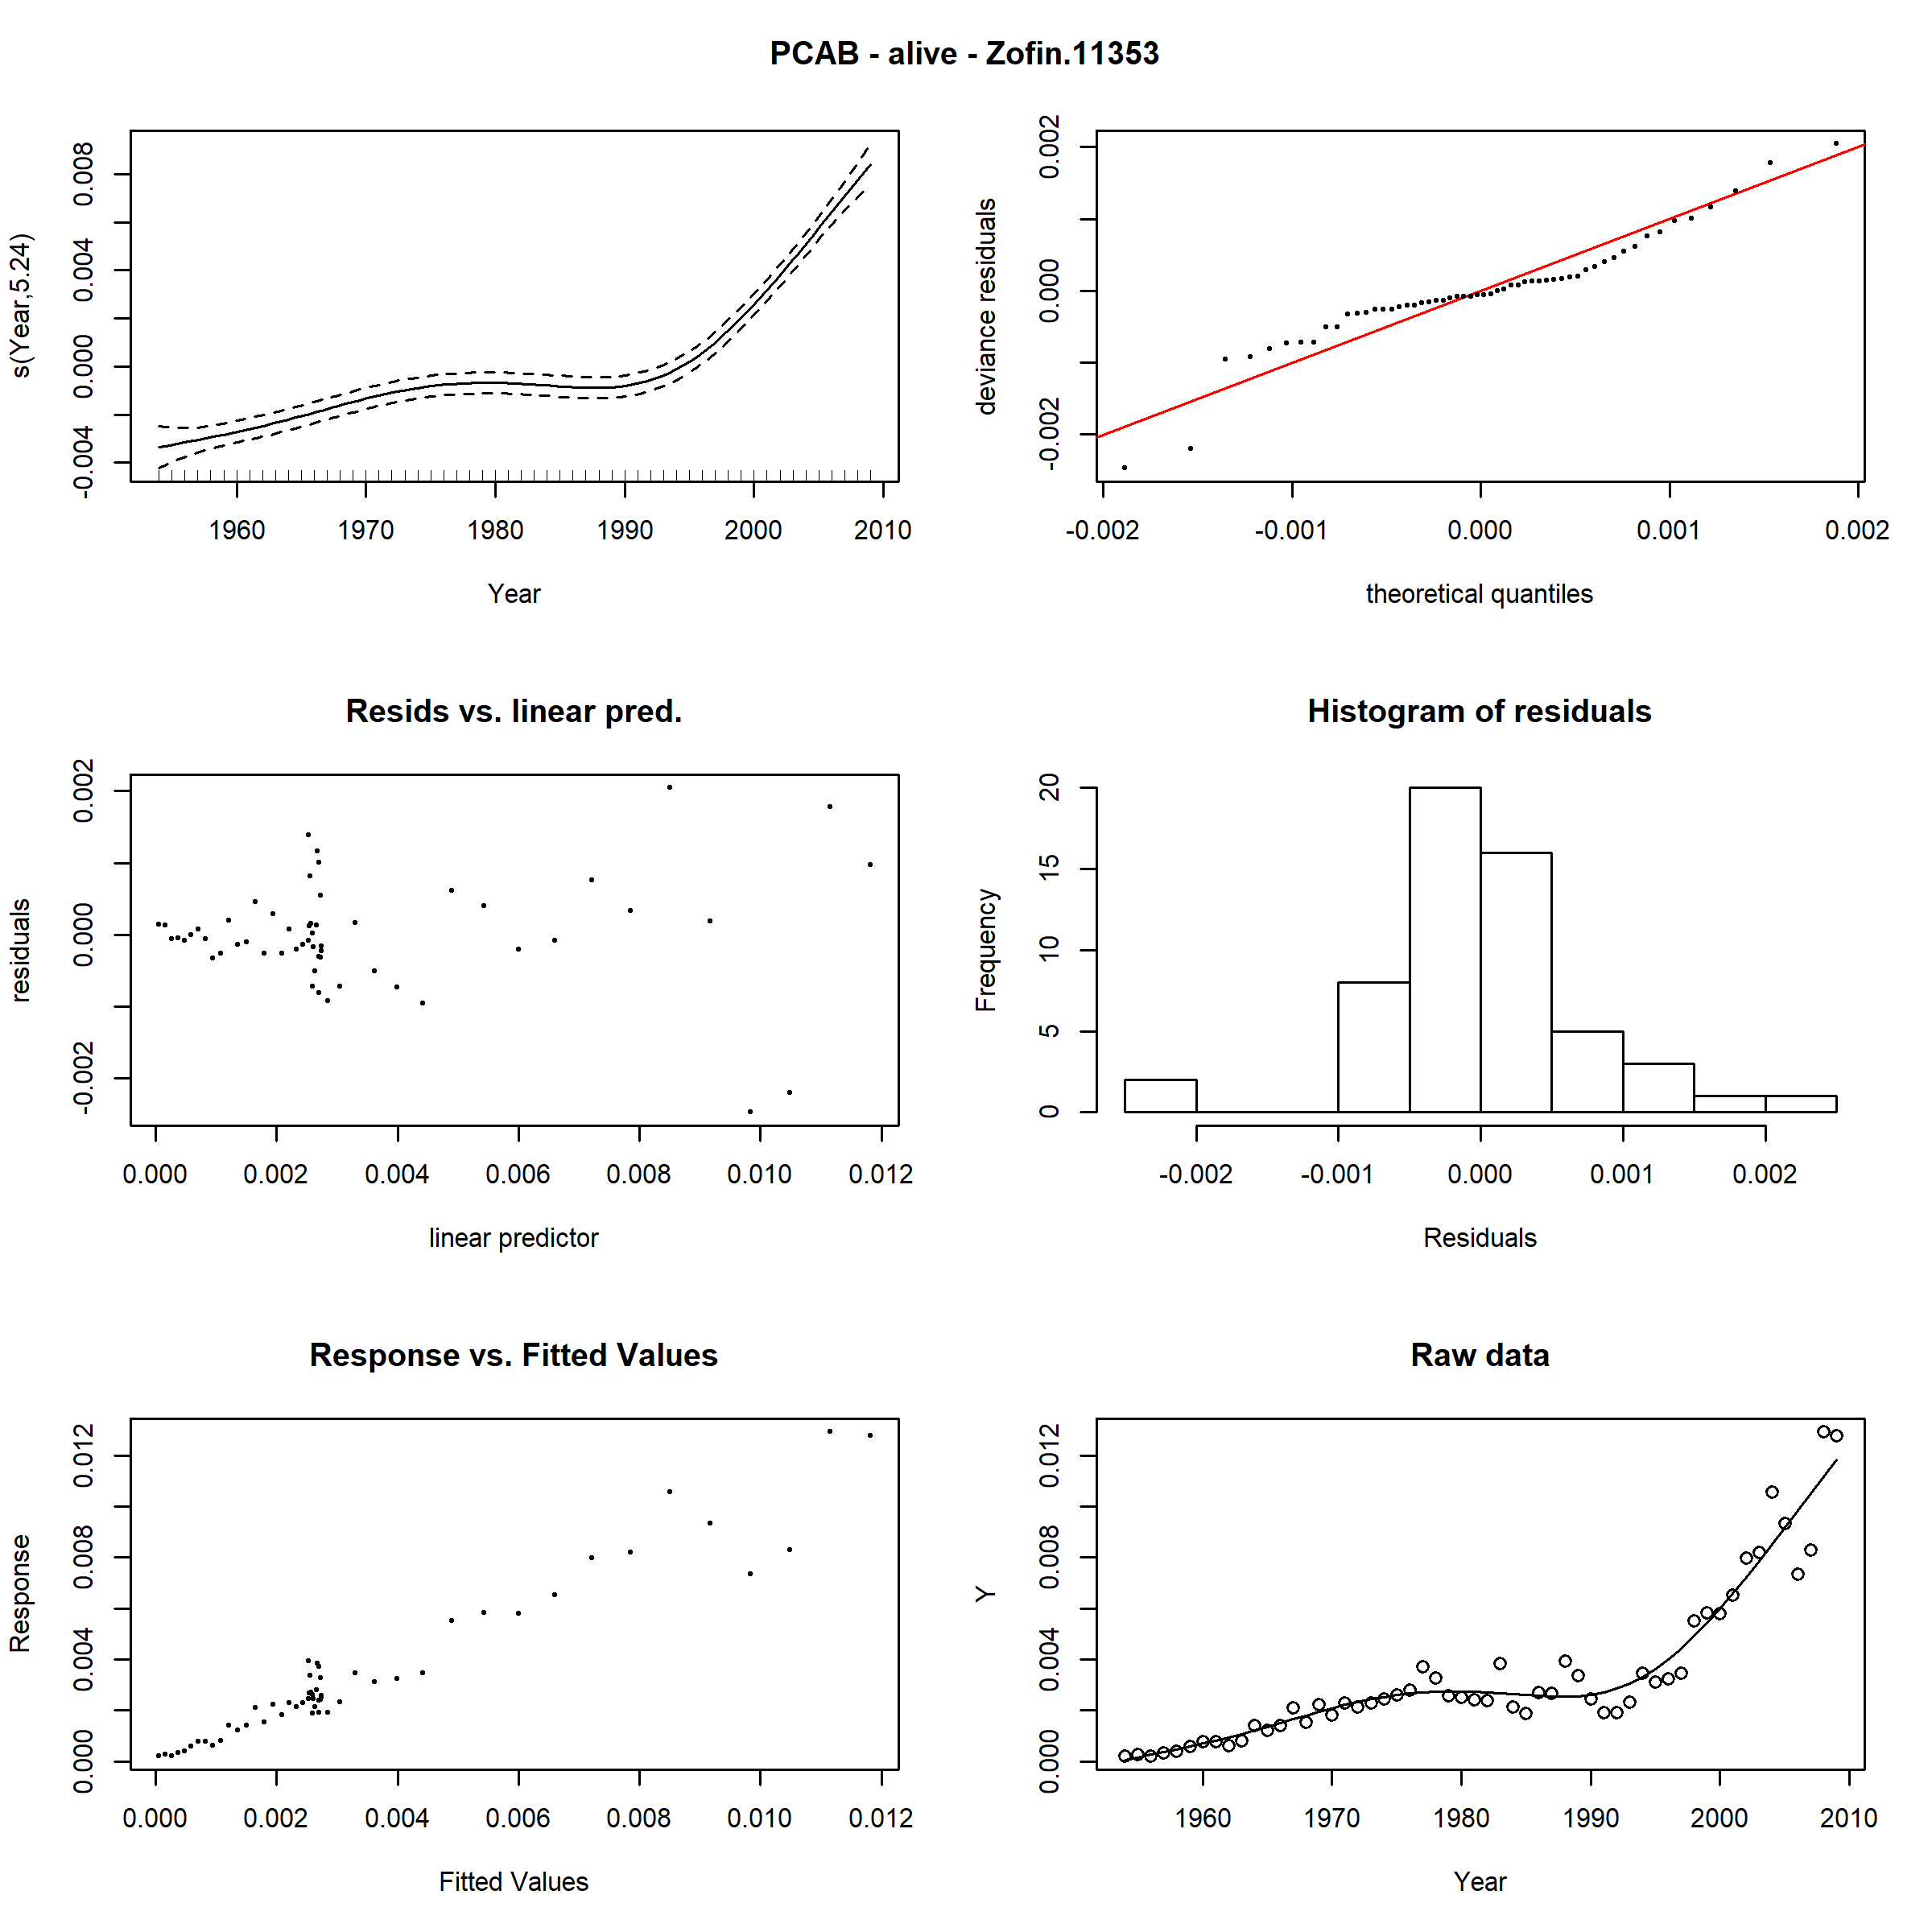 PCAB - alive - Zofin.11353
s(Year,5.24)
-0.004 0.000 0.004 0.008
1960 1970 1980 1990 2000 2010
Year
deviance residuals
-0.002 0.000 0.002
-0.002 -0.001 0.000 0.001 0.002
theoretical quantiles
Resids vs. linear pred.
residuals
-0.002 0.000 0.002
0.000 0.002 0.004 0.006 0.008 0.010 0.012
linear predictor
Histogram of residuals
Frequency
0 5 10 15 20
-0.002 -0.001 0.000 0.001 0.002
Residuals
Response vs. Fitted Values
Response
0.000 0.004 0.008 0.012
0.000 0.002 0.004 0.006 0.008 0.010 0.012
Fitted Values
Raw data
Y
0.000 0.004 0.008 0.012
1960 1970 1980 1990 2000 2010
Year